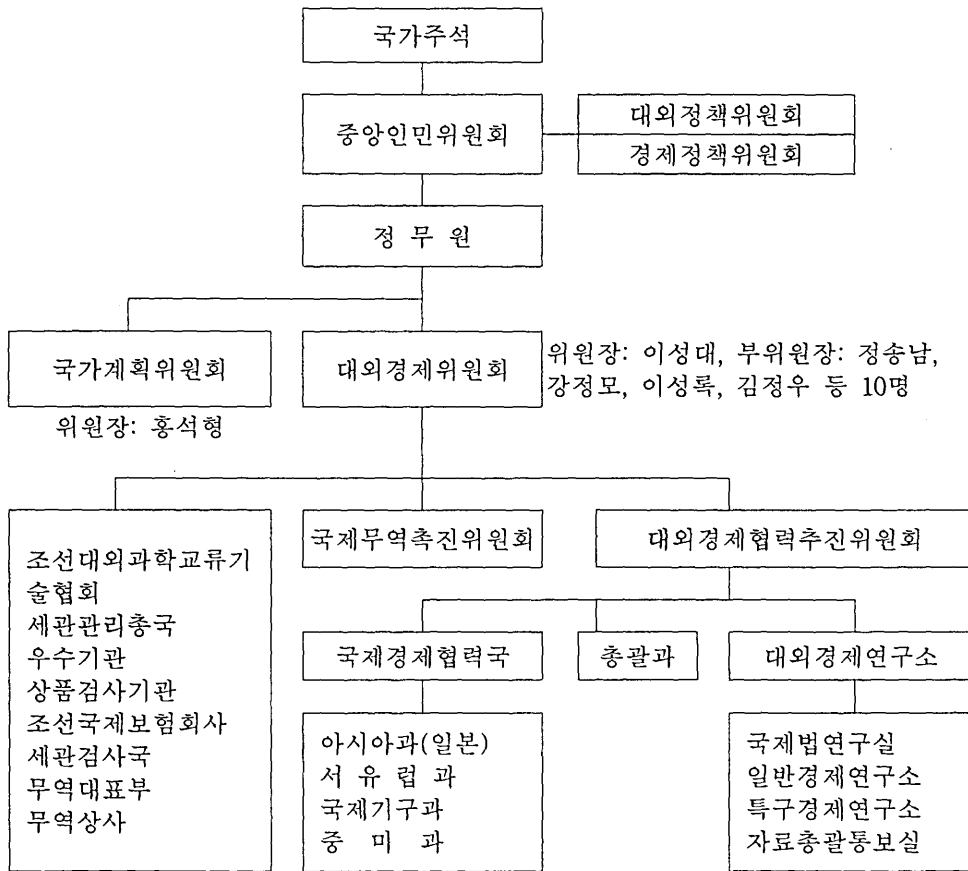 국가주석
중앙인민위원회
대외정책위원회
경제정책위원회
정 무 원
국가계획위원회
대외경제위원회
위원장: 이성대, 부위원장: 정송남,
강정모, 이성록, 김정우 등 10명
위원장: 홍석형
조선대외과학교류기
술협회
세관관리총국
우수기관
상품검사기관
조선국제보험회사
세관검사국
무역대표부
무역상사
국제무역촉진위원회
대외경제협력추진위원회
국제경제협력국
총괄과
대외경제연구소
아시아과(일본)
서 유 럽 과
국제기구과
중 미 과
국제법연구실
일반경제연구소
특구경제연구소
자료총괄통보실